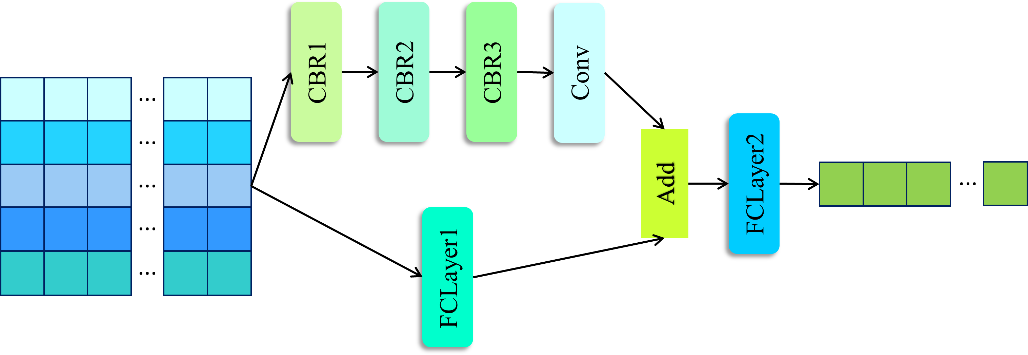 CBR1
CBR2
CBR3
Conv
...
...
...
...
...
Add
FCLayer2
...
FCLayer1